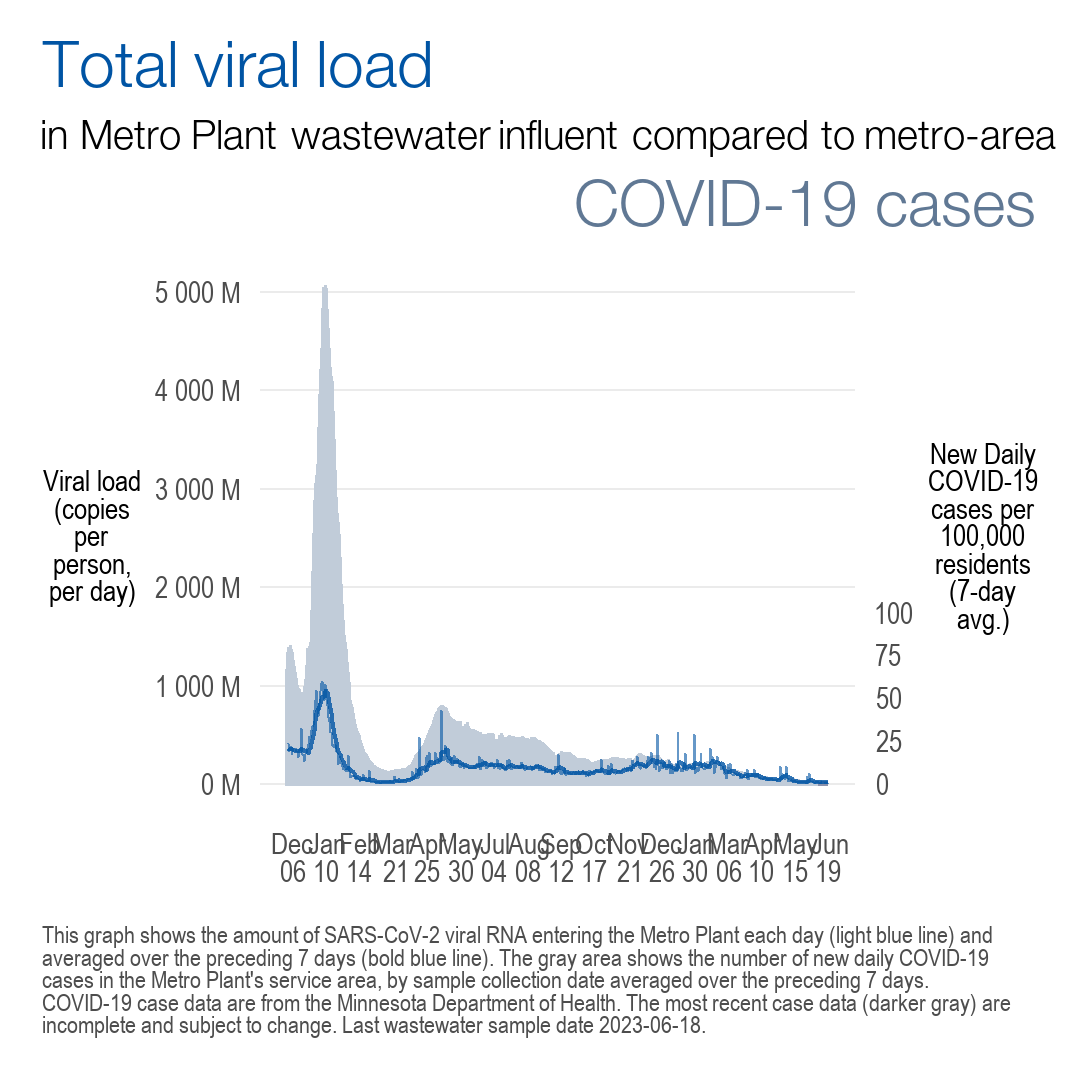 Total viral load
in Metro Plant wastewater influent compared to metro-area
COVID-19 cases
5 000 M
4 000 M
3 000 M
2 000 M
1 000 M
0 M
Viral load
(copies
per
person,
per day)
New Daily
COVID-19
cases per
100,000
residents
(7-day
avg.)
100
75
50
25
0
Dec Jan Feb Mar Apr May Jul Aug Sep Oct Nov Dec Jan Mar Apr May Jun
06 10 14 21 25 30 04 08 12 17 21 26 30 06 10 15 19
This graph shows the amount of SARS-CoV-2 viral RNA entering the Metro Plant each day (light blue line) and
averaged over the preceding 7 days (bold blue line). The gray area shows the number of new daily COVID-19
cases in the Metro Plant's service area, by sample collection date averaged over the preceding 7 days.
COVID-19 case data are from the Minnesota Department of Health. The most recent case data (darker gray) are
incomplete and subject to change. Last wastewater sample date 2023-06-18.